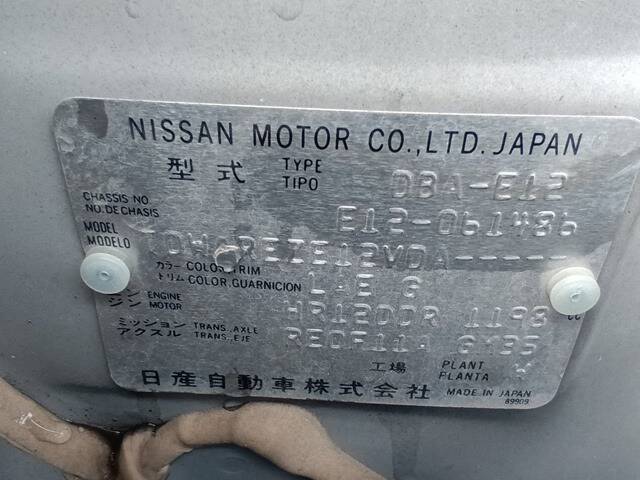 NISSAN MOTOR CO.,LTD. JAPAN
型式 TYPE TIPO DBA-E12
CHASSIS NO. NO. DE CHASIS E12-061486
MODEL MODELO
カラー COLOR, TRIM
トリム COLOR, GUARNICION
ENGINE MOTOR HR12DDR 1198 cc
ミッション TRANS. AXLE
アクスル TRANS., EJE RE0F11A GM35
工場 PLANT PLANTA
日産自動車株式会社 MADE IN JAPAN
89909